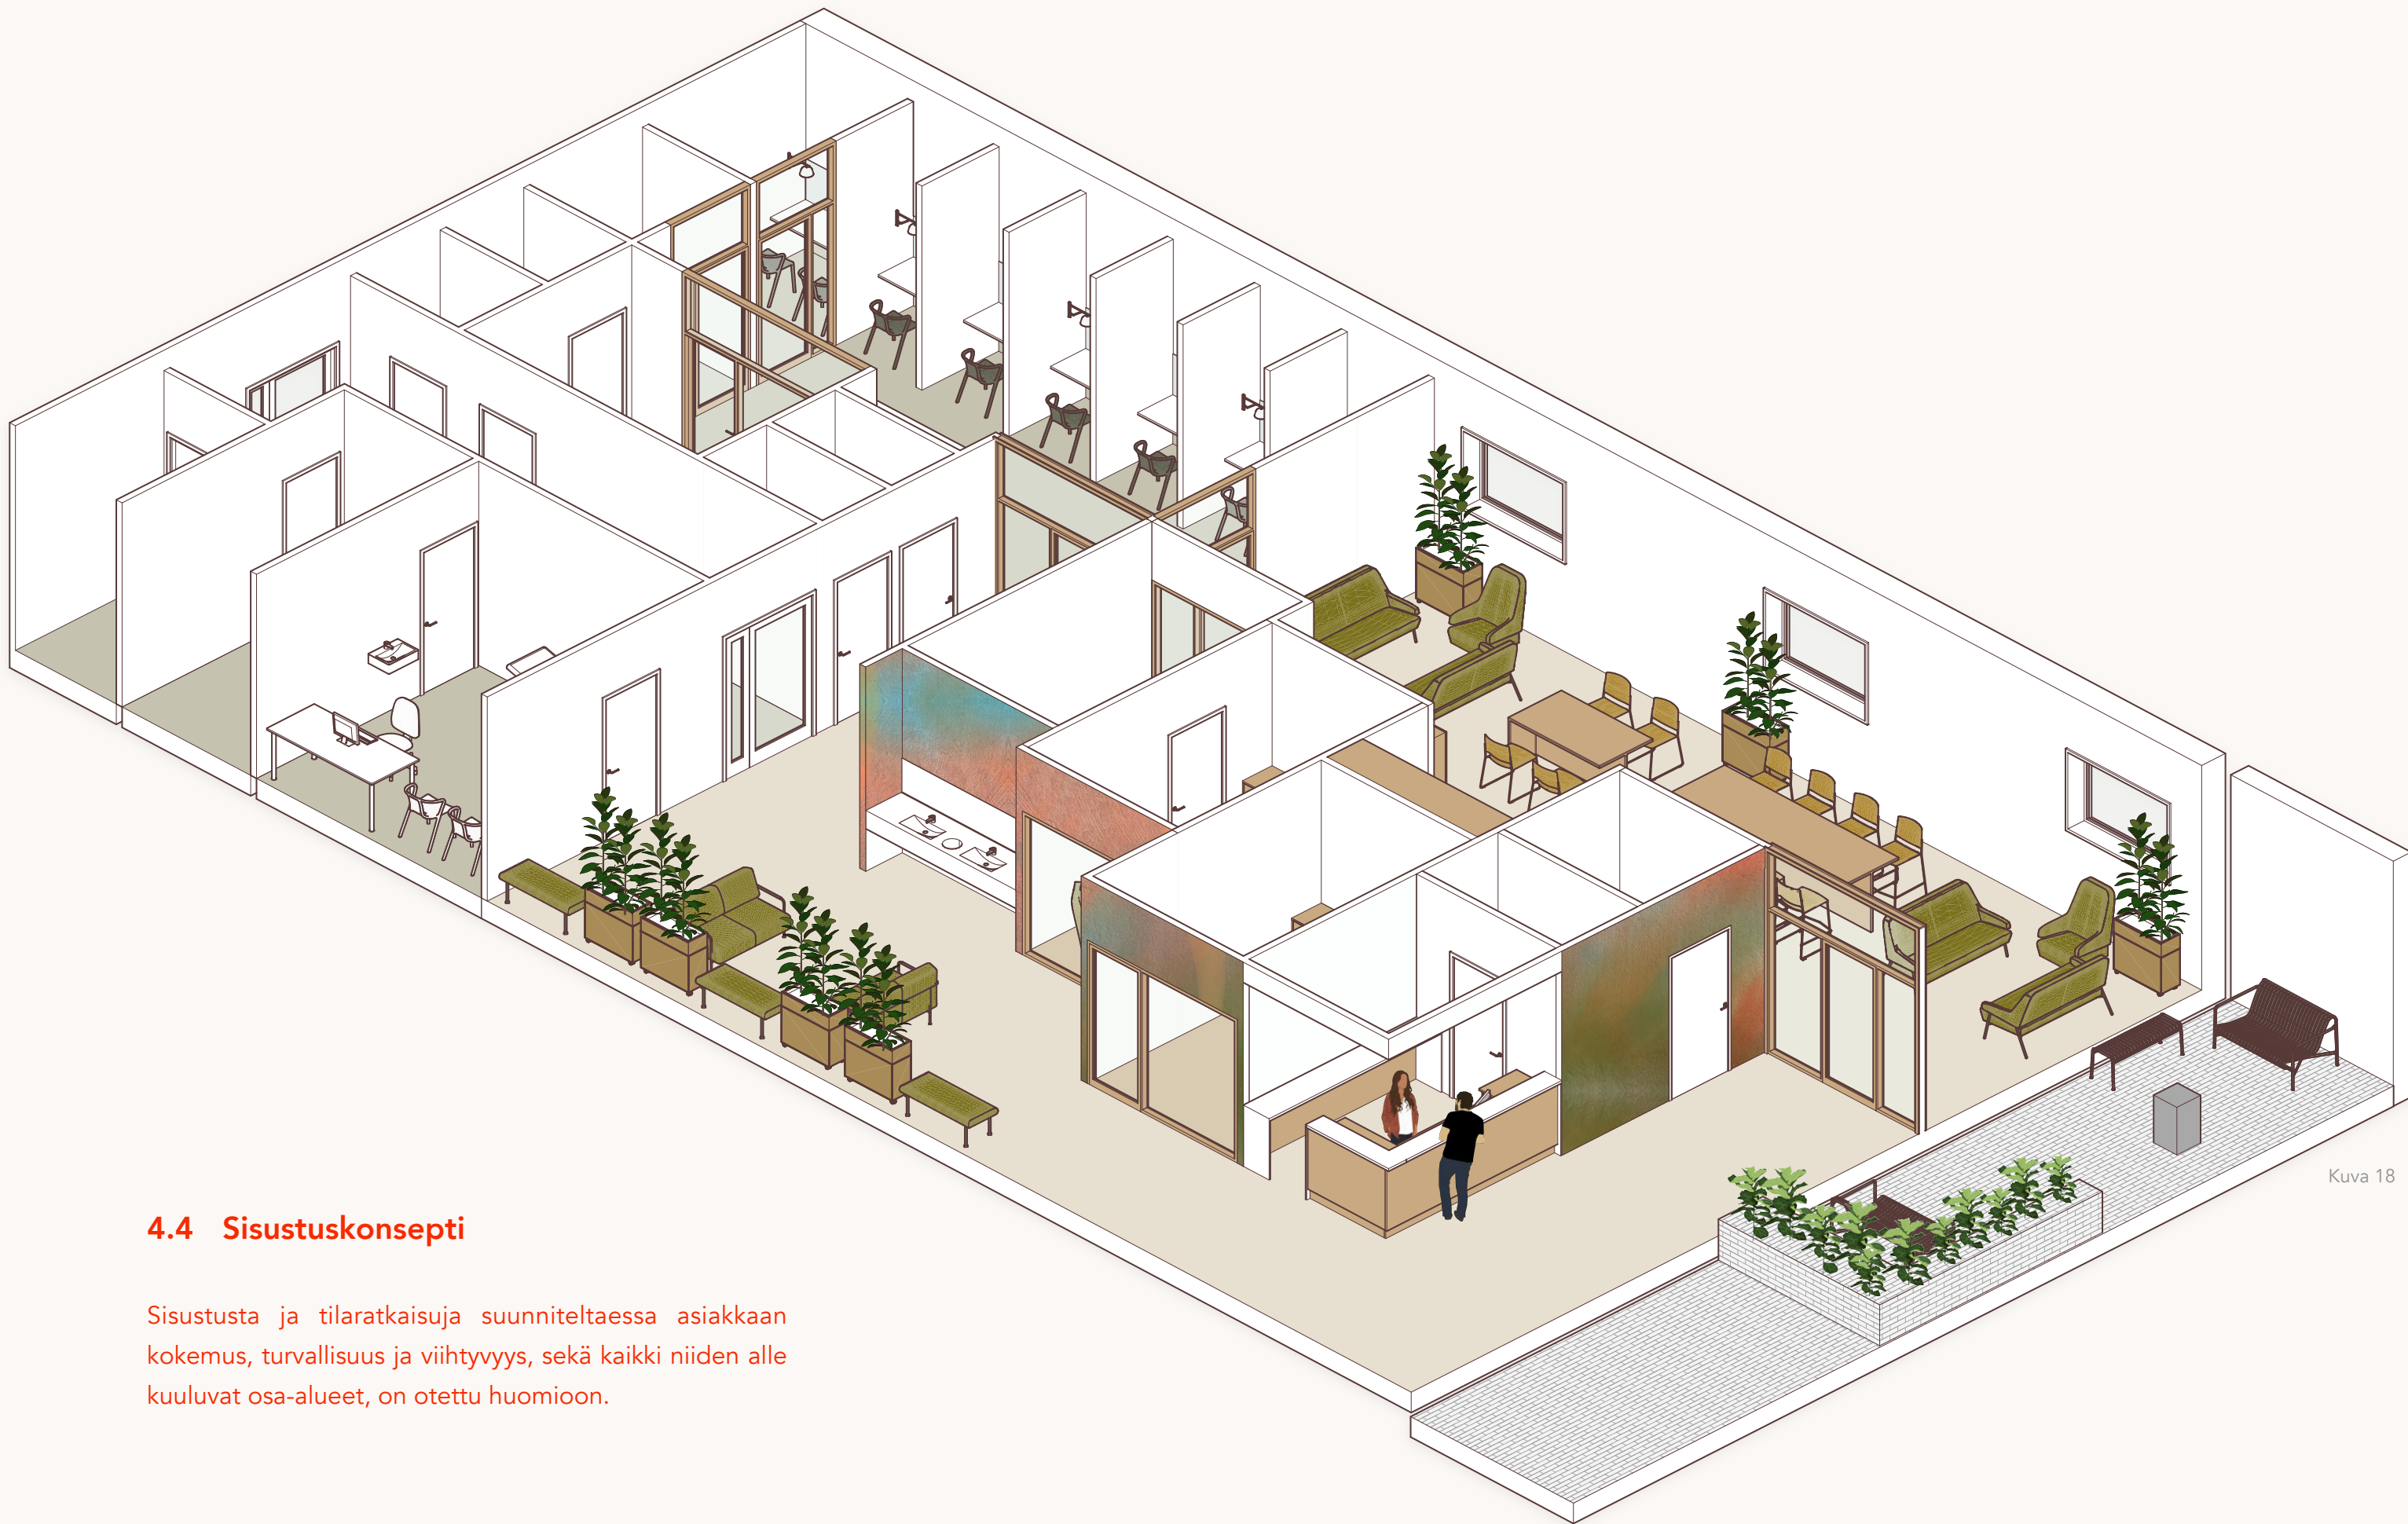 Kuva 18
4.4 Sisustuskonsepti
Sisustusta ja tilaratkaisuja suunniteltaessa asiakkaan
kokemus, turvallisuus ja viihtyvyys, sekä kaikki niiden alle
kuuluvat osa-alueet, on otettu huomioon.